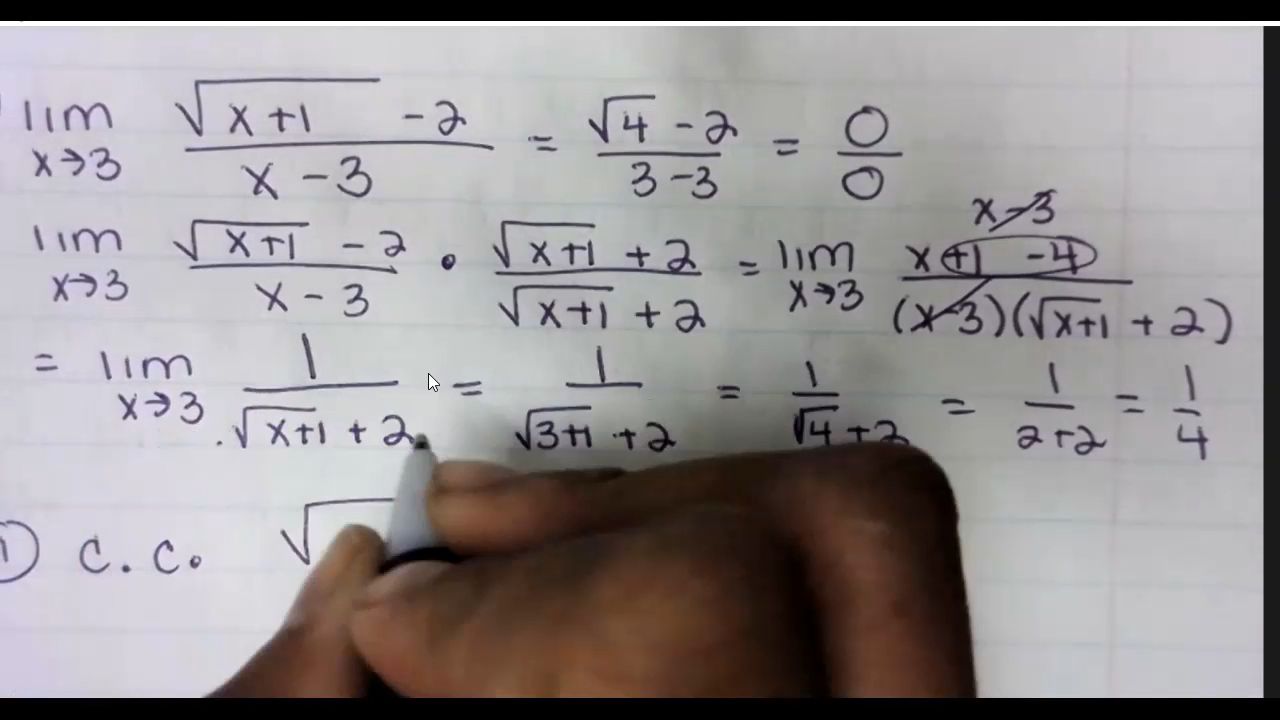 lim x→3 √(x+1) -2 / x-3 = √4 -2 / 3-3 = 0/0
x-3
lim x→3 √(x+1) -2 / x-3 • √(x+1) +2 / √(x+1) +2 = lim x→3 x+1 -4 / (x-3)(√(x+1) +2)
= lim x→3 1 / √(x+1) +2 = 1 / √(3+1) +2 = 1 / √4 +2 = 1 / 2+2 = 1/4
① C.C. √